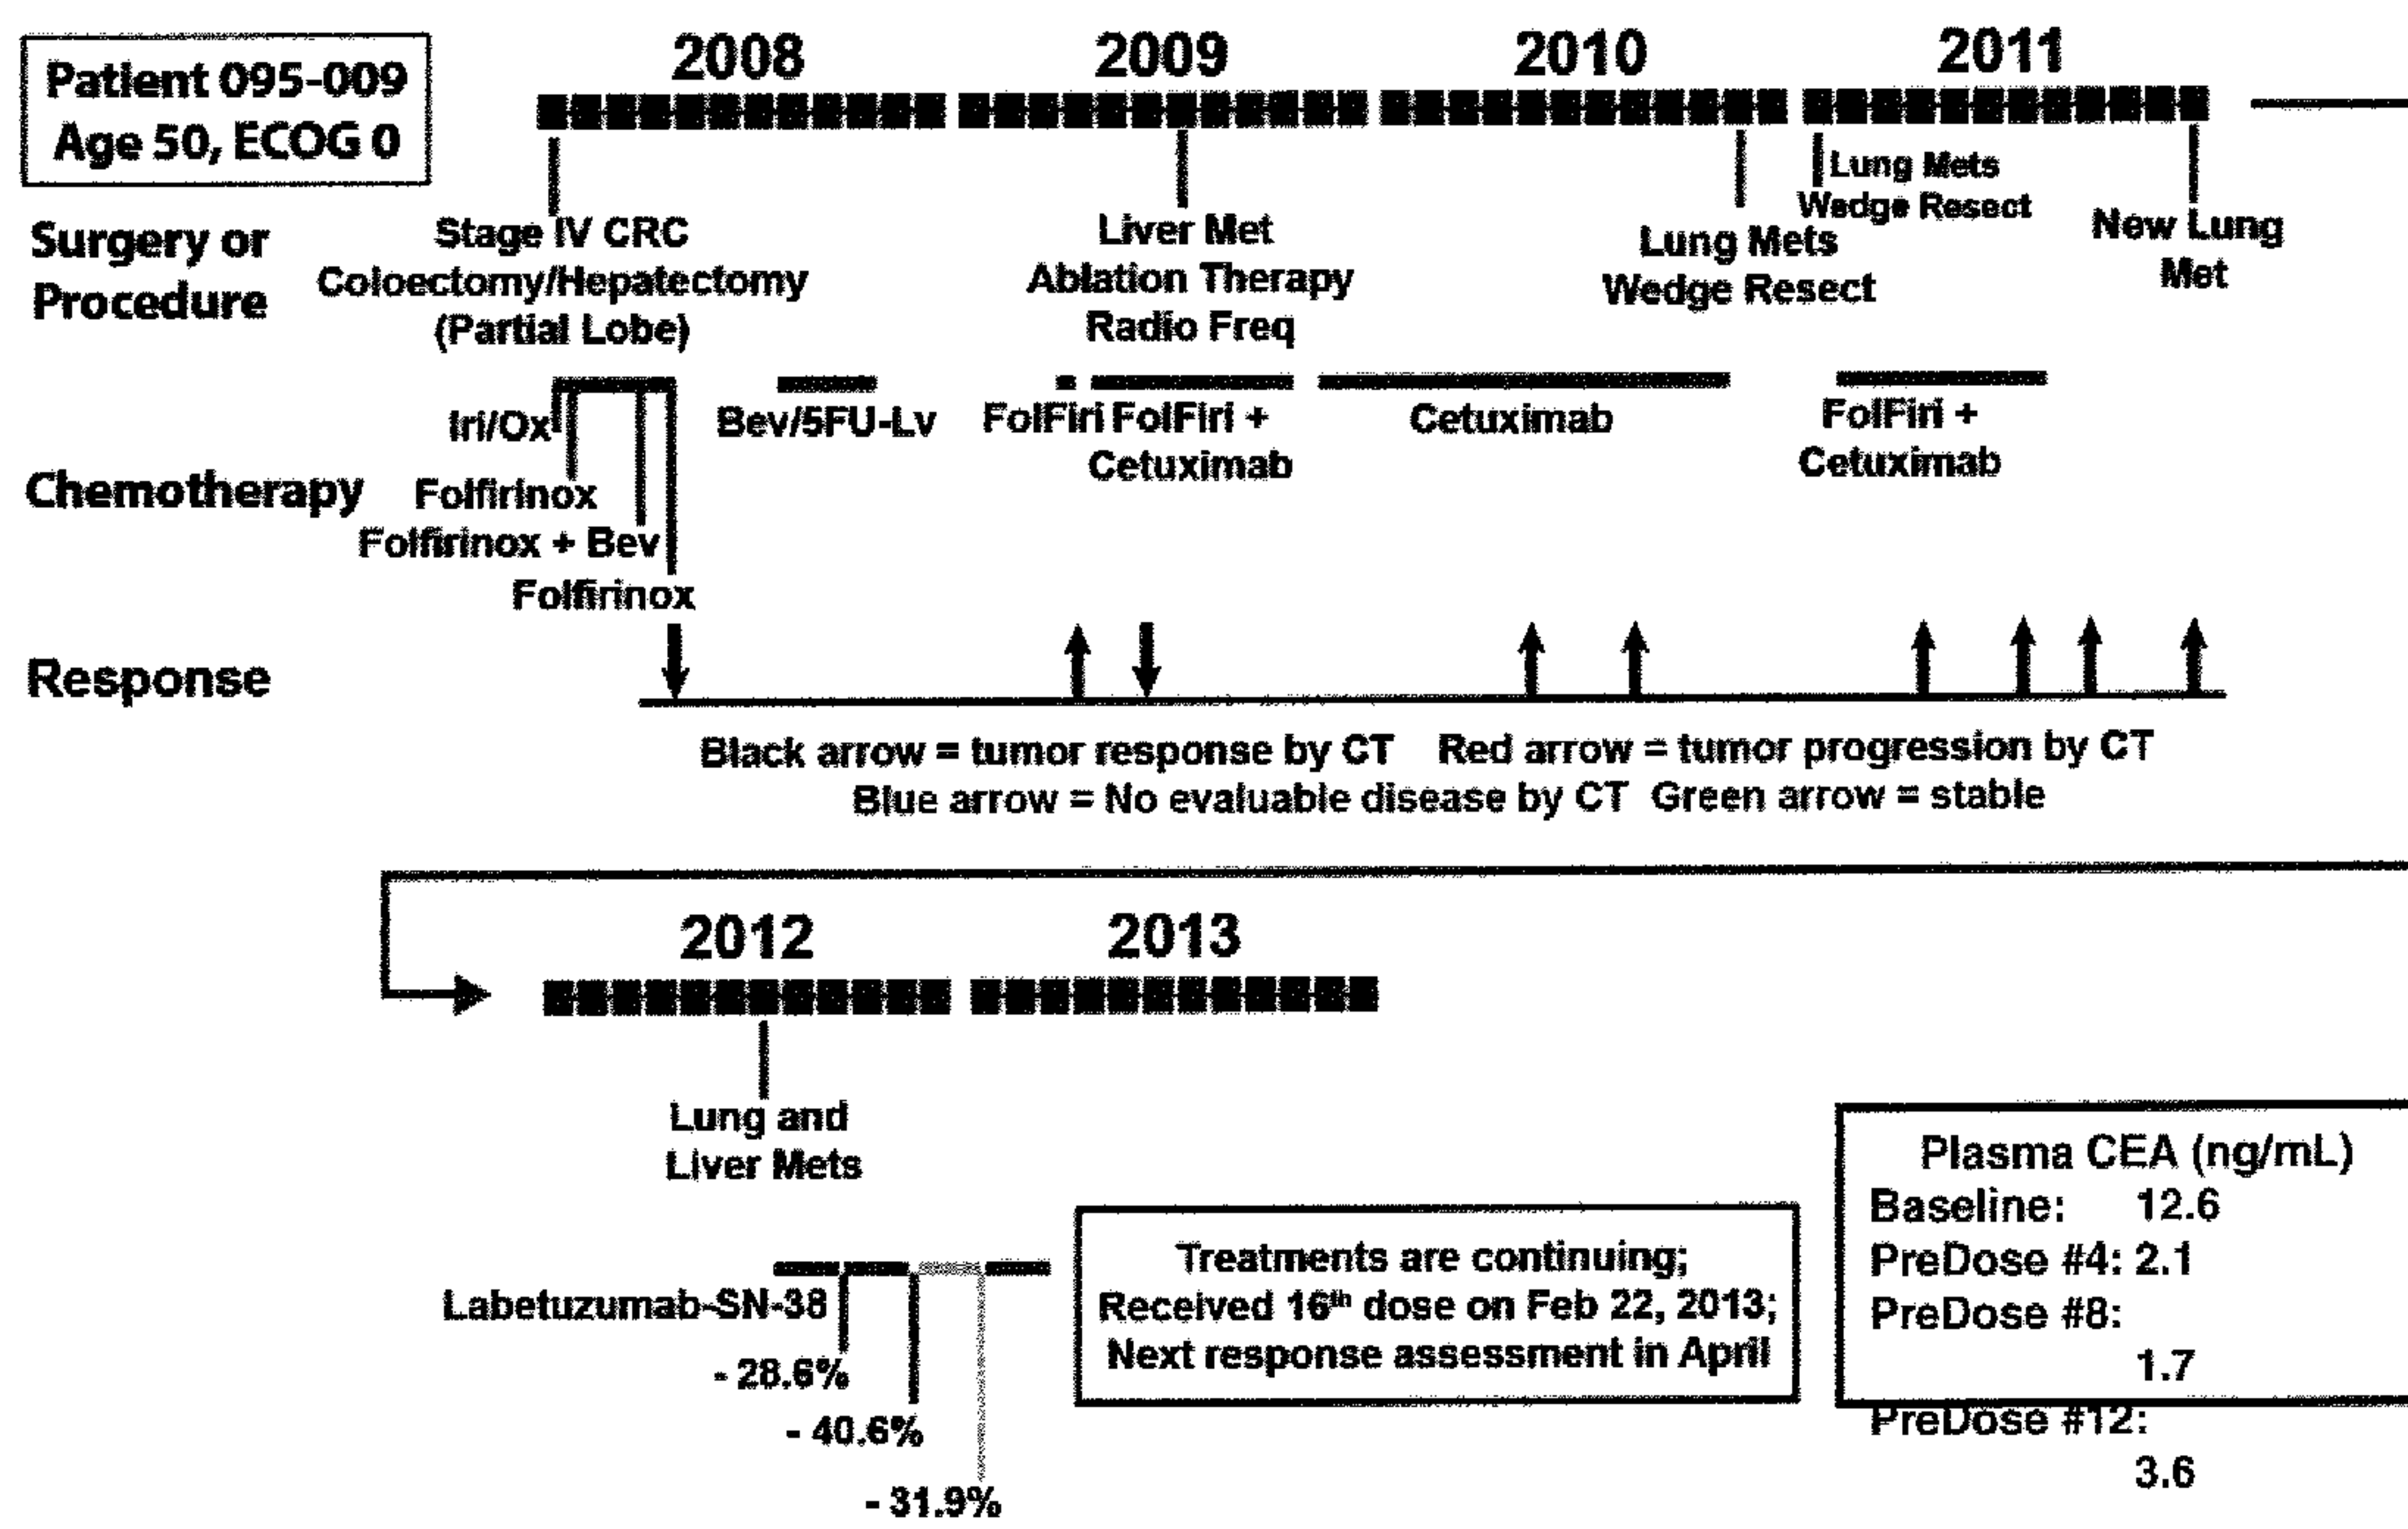 Patient 095-009
Age 50, ECOG 0
2008
2009
2010
2011
Surgery or
Procedure
Stage IV CRC
Coloectomy/Hepatectomy
(Partial Lobe)
Liver Met
Ablation Therapy
Radio Freq
Lung Mets
Wedge Resect
Lung Mets
Wedge Resect
New Lung
Met
Chemotherapy
Iri/Ox
Folfirinox
Folfirinox + Bev
Folfirinox
Bev/5FU-Lv
FolFiri
FolFiri +
Cetuximab
Cetuximab
FolFiri +
Cetuximab
Response
Black arrow = tumor response by CT Red arrow = tumor progression by CT
Blue arrow = No evaluable disease by CT Green arrow = stable
2012
2013
Lung and
Liver Mets
Labetuzumab-SN-38
- 28.6%
- 40.6%
- 31.9%
Treatments are continuing;
Received 16th dose on Feb 22, 2013;
Next response assessment in April
Plasma CEA (ng/mL)
Baseline: 12.6
PreDose #4: 2.1
PreDose #8:
1.7
PreDose #12:
3.6